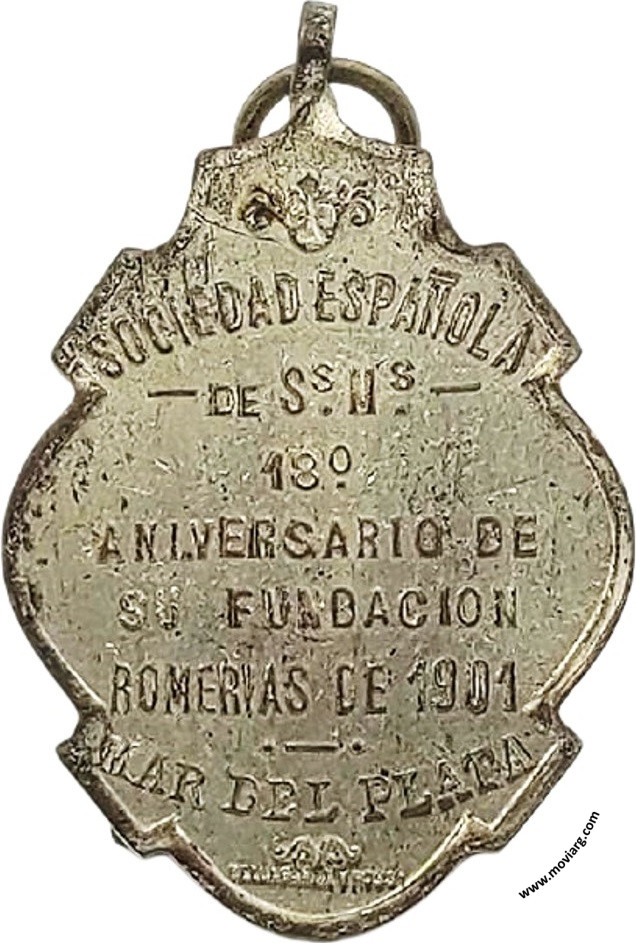 SOCIEDAD ESPAÑOLA
— DE Sˢ. Mˢ. —
18º
ANIVERSARIO DE
SU FUNDACION
ROMERIAS DE 1901
MAR DEL PLATA
www.moviarg.com